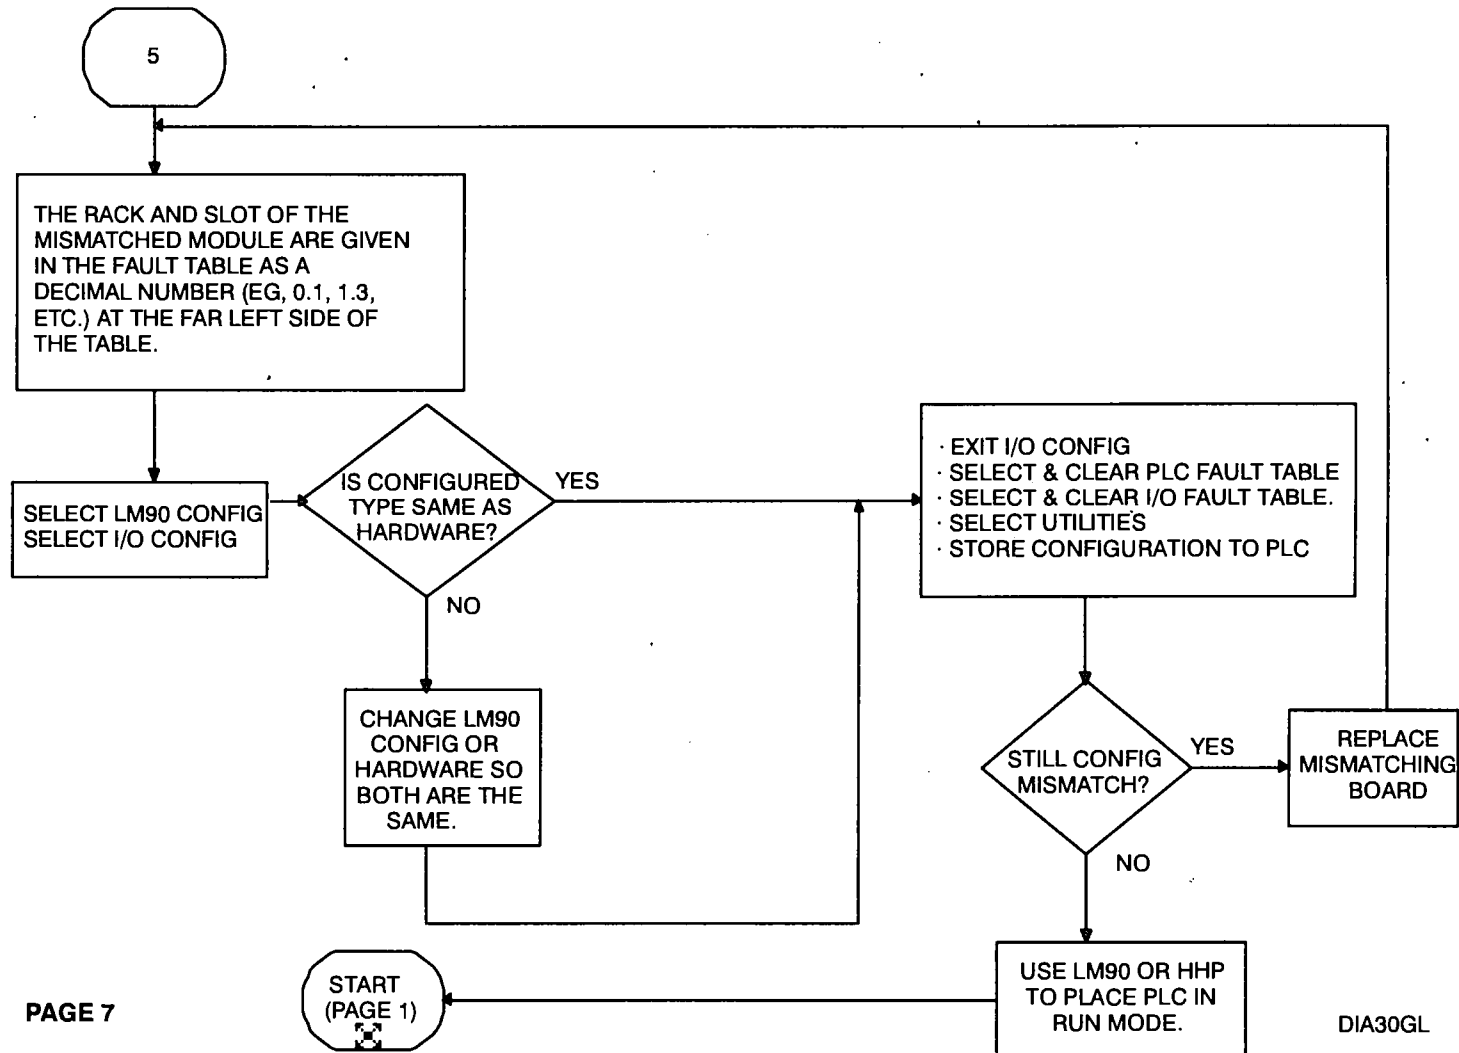 5
THE RACK AND SLOT OF THE
MISMATCHED MODULE ARE GIVEN
IN THE FAULT TABLE AS A
DECIMAL NUMBER (EG, 0.1, 1.3,
ETC.) AT THE FAR LEFT SIDE OF
THE TABLE.
SELECT LM90 CONFIG
SELECT I/O CONFIG
IS CONFIGURED
TYPE SAME AS
HARDWARE?
YES
NO
CHANGE LM90
CONFIG OR
HARDWARE SO
BOTH ARE THE
SAME.
· EXIT I/O CONFIG
· SELECT & CLEAR PLC FAULT TABLE
· SELECT & CLEAR I/O FAULT TABLE.
· SELECT UTILITIES
· STORE CONFIGURATION TO PLC
STILL CONFIG
MISMATCH?
YES
REPLACE
MISMATCHING
BOARD
NO
USE LM90 OR HHP
TO PLACE PLC IN
RUN MODE.
START
(PAGE 1)
PAGE 7
DIA30GL